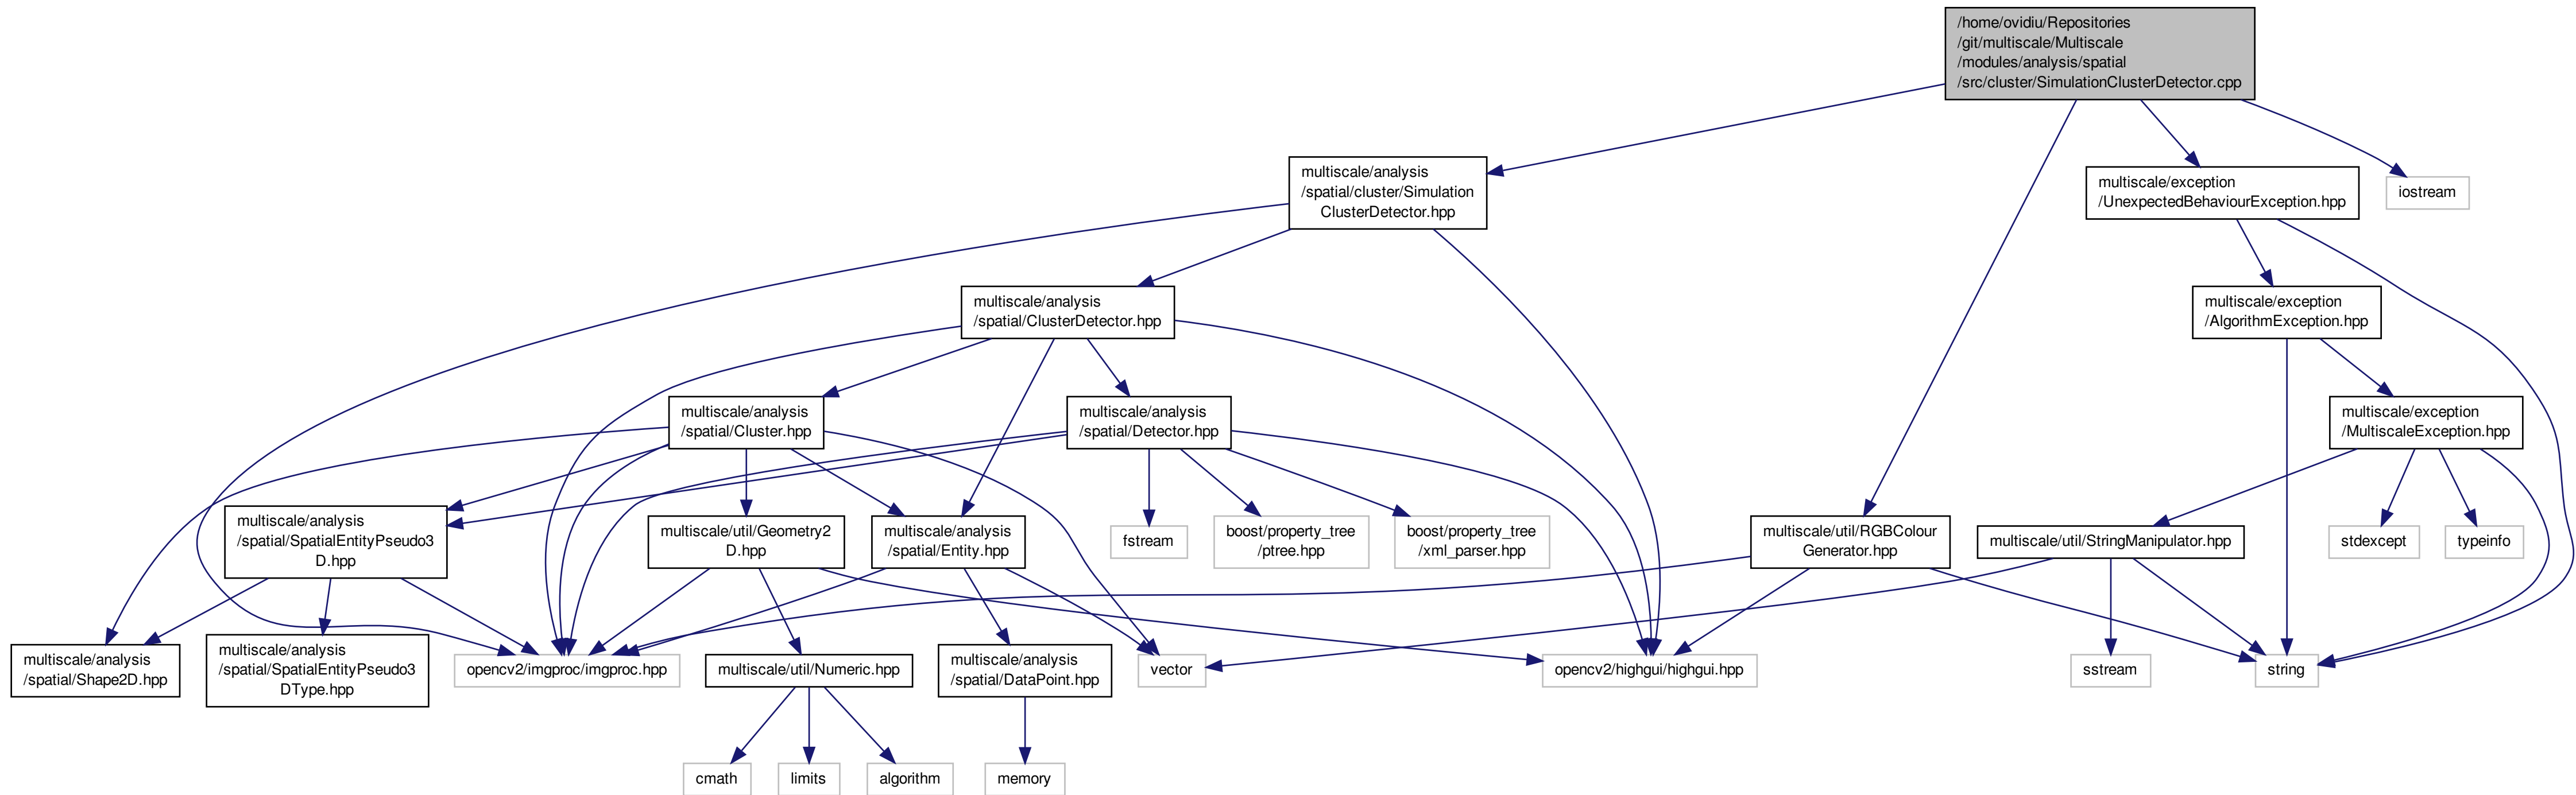 /home/ovidiu/Repositories
/git/multiscale/Multiscale
/modules/analysis/spatial
/src/cluster/SimulationClusterDetector.cpp
multiscale/analysis
/spatial/cluster/Simulation
ClusterDetector.hpp
multiscale/exception
/UnexpectedBehaviourException.hpp
iostream
multiscale/analysis
/spatial/ClusterDetector.hpp
multiscale/exception
/AlgorithmException.hpp
multiscale/analysis
/spatial/Cluster.hpp
multiscale/analysis
/spatial/Detector.hpp
multiscale/exception
/MultiscaleException.hpp
multiscale/analysis
/spatial/SpatialEntityPseudo3
D.hpp
multiscale/util/Geometry2
D.hpp
multiscale/analysis
/spatial/Entity.hpp
fstream
boost/property_tree
/ptree.hpp
boost/property_tree
/xml_parser.hpp
multiscale/util/RGBColour
Generator.hpp
multiscale/util/StringManipulator.hpp
stdexcept
typeinfo
multiscale/analysis
/spatial/Shape2D.hpp
multiscale/analysis
/spatial/SpatialEntityPseudo3
DType.hpp
opencv2/imgproc/imgproc.hpp
multiscale/util/Numeric.hpp
multiscale/analysis
/spatial/DataPoint.hpp
vector
opencv2/highgui/highgui.hpp
sstream
string
cmath
limits
algorithm
memory